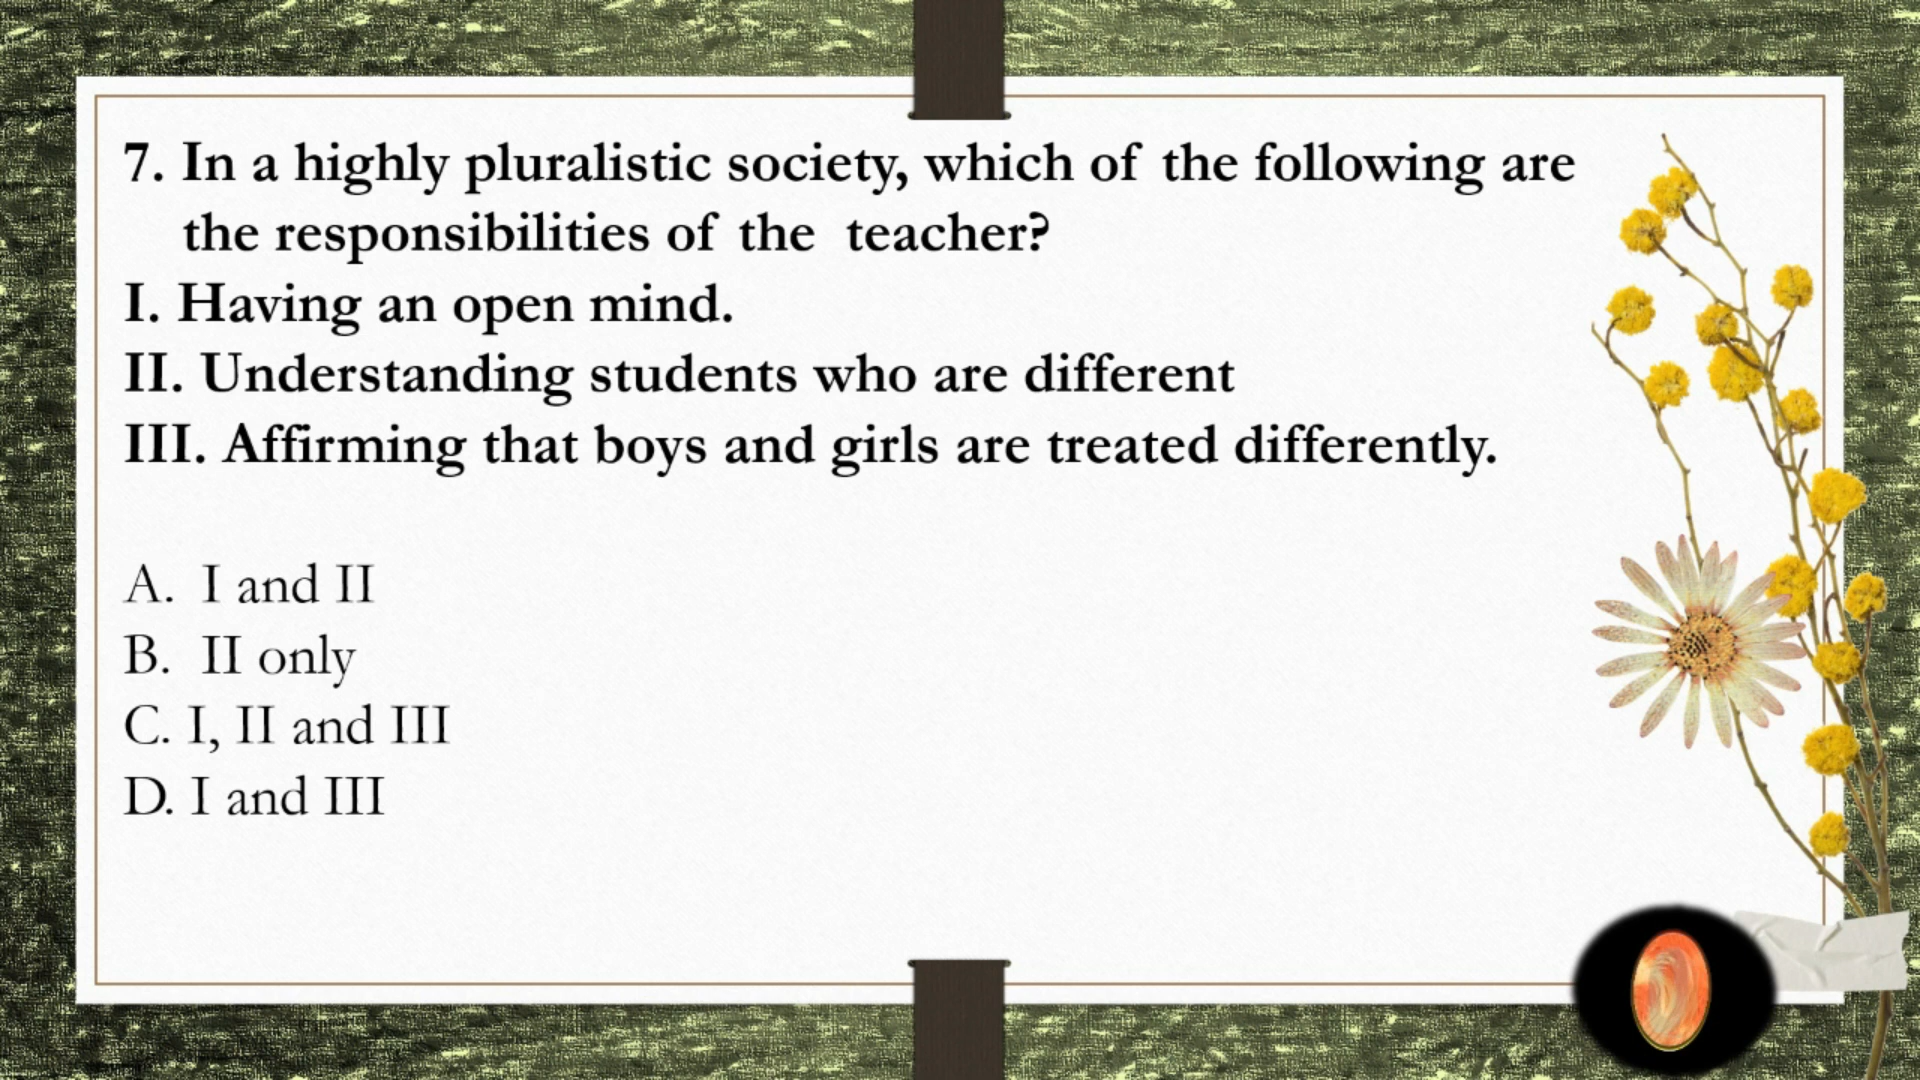 7. In a highly pluralistic society, which of the following are
the responsibilities of the teacher?
I. Having an open mind.
II. Understanding students who are different
III. Affirming that boys and girls are treated differently.
A. I and II
B. II only
C. I, II and III
D. I and III